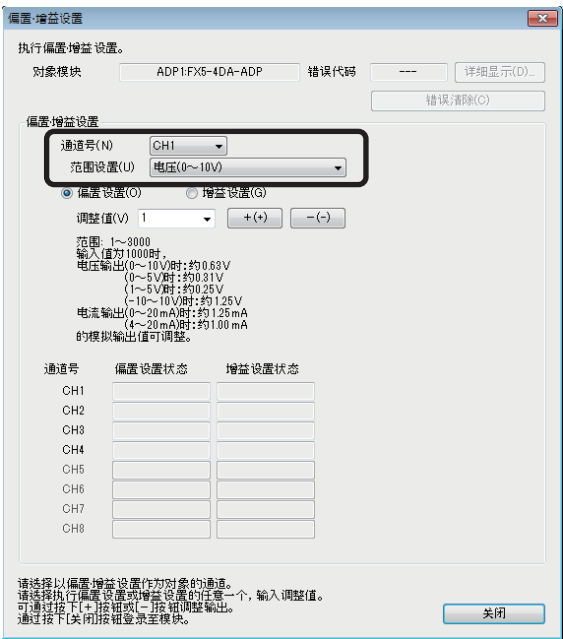 偏置·增益设置
执行偏置·增益设置。
对象模块 ADP1:FX5-4DA-ADP 错误代码 --- 详细显示(D)...
错误清除(C)
偏置·增益设置
通道号(N) CH1
范围设置(U) 电压(0～10V)
偏置设置(O) 增益设置(G)
调整值(V) 1 +(+) -(-)
范围: 1～3000
输入值为1000时,
电压输出(0～10V)时:约0.63V
(0～5V)时:约0.31V
(1～5V)时:约0.25V
(-10～10V)时:约1.25V
电流输出(0～20mA)时:约1.25mA
(4～20mA)时:约1.00mA
的模拟输出值可调整。
通道号 偏置设置状态 增益设置状态
CH1
CH2
CH3
CH4
CH5
CH6
CH7
CH8
请选择以偏置·增益设置作为对象的通道。
请选择执行偏置设置或增益设置的任意一个,输入调整值。
可通过按下[+]按钮或[-]按钮调整输出。
通过按下[关闭]按钮登录至模块。
关闭